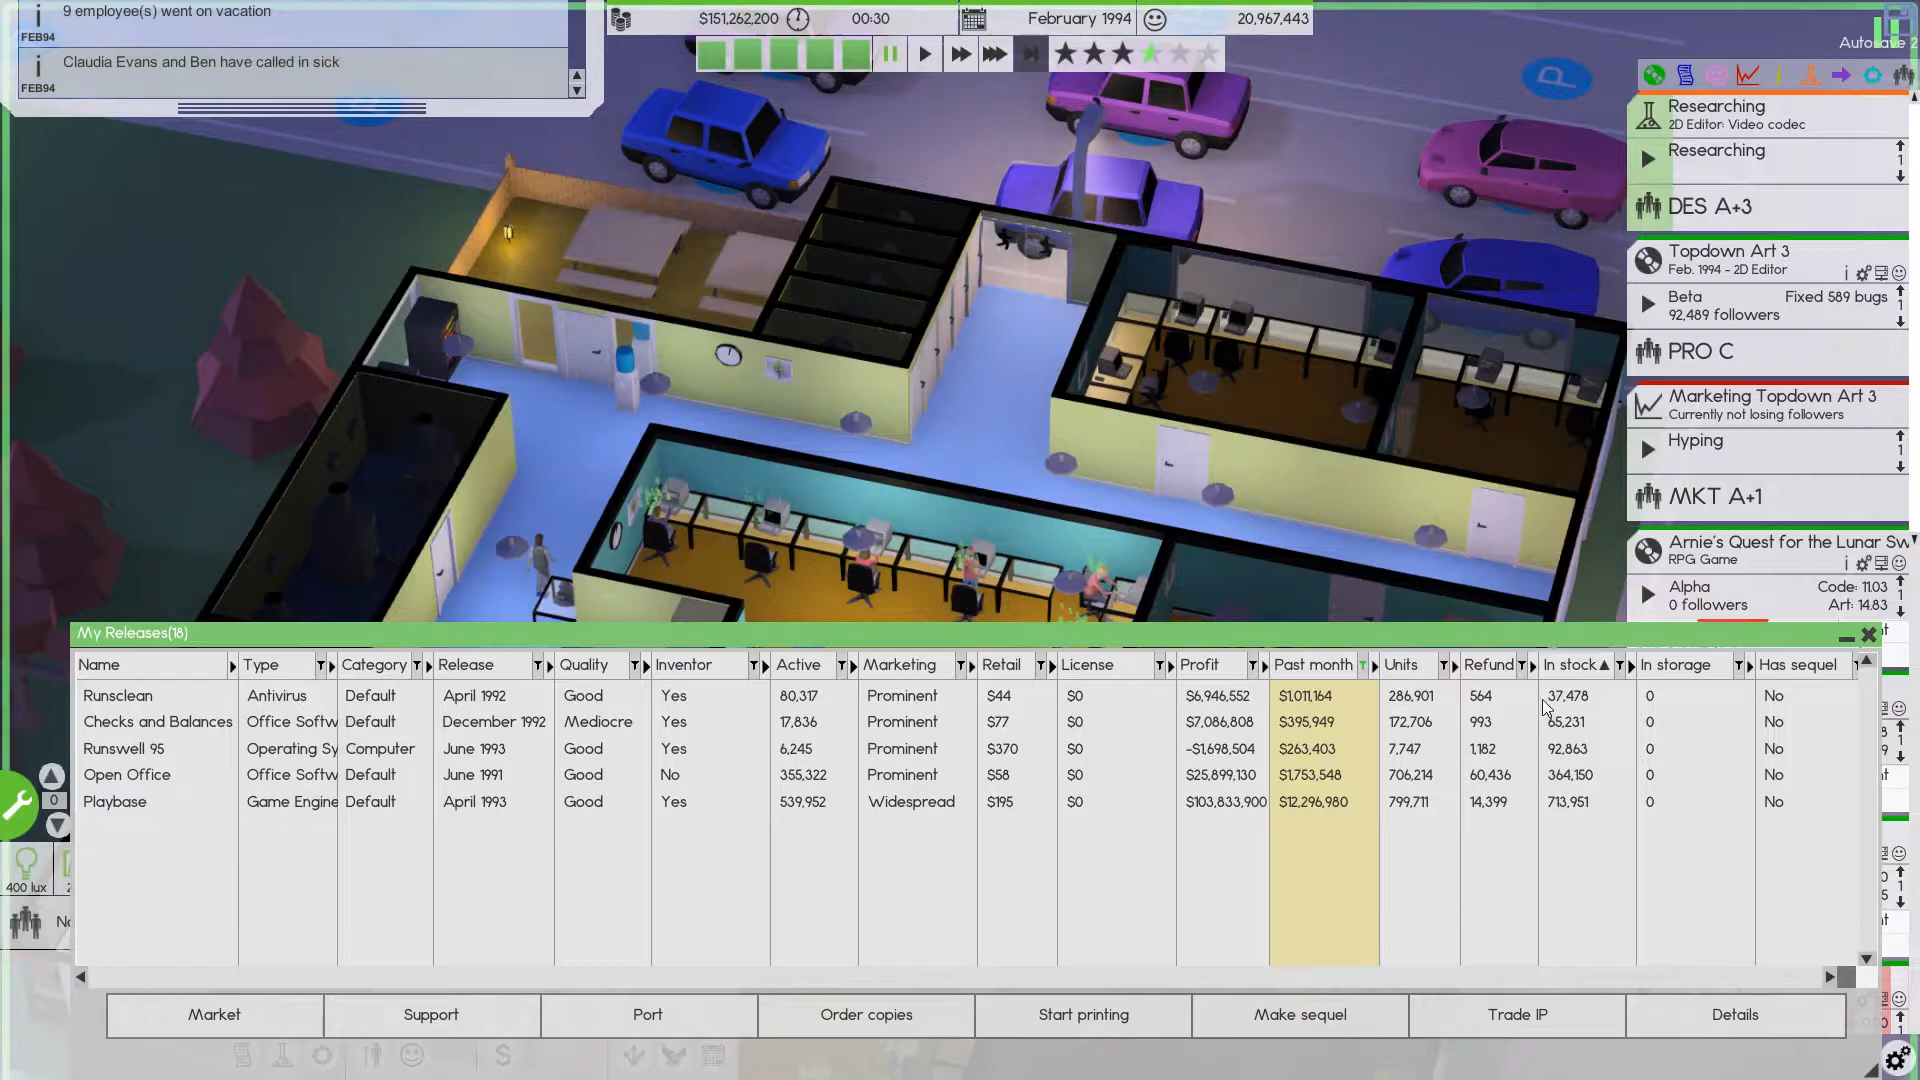 9 employee(s) went on vacation
FEB94
Claudia Evans and Ben have called in sick
FEB94
$151,262,200
00:30
February 1994
20,967,443
Autosave 2
Researching
2D Editor: Video codec
Researching
1
DES A+3
Topdown Art 3
Feb. 1994 - 2D Editor
Beta Fixed 589 bugs
92,489 followers
1
PRO C
Marketing Topdown Art 3
Currently not losing followers
Hyping
1
MKT A+1
Arnie's Quest for the Lunar Sw
RPG Game
Alpha Code: 11.03
0 followers Art: 14.83
1
My Releases(18)
Name Type Category Release Quality Inventor Active Marketing Retail License Profit Past month Units Refund In stock In storage Has sequel
Runsclean Antivirus Default April 1992 Good Yes 80,317 Prominent $44 $0 $6,946,552 $1,011,164 286,901 564 37,478 0 No
Checks and Balances Office Softw Default December 1992 Mediocre Yes 17,836 Prominent $77 $0 $7,086,808 $395,949 172,706 993 65,231 0 No
Runswell 95 Operating Sy Computer June 1993 Good Yes 6,245 Prominent $370 $0 -$1,698,504 $263,403 7,747 1,182 92,863 0 No
Open Office Office Softw Default June 1991 Good No 355,322 Prominent $58 $0 $25,899,130 $1,753,548 706,214 60,436 364,150 0 No
Playbase Game Engine Default April 1993 Good Yes 539,952 Widespread $195 $0 $103,833,900 $12,296,980 799,711 14,399 713,951 0 No
0
400 lux
Market Support Port Order copies Start printing Make sequel Trade IP Details